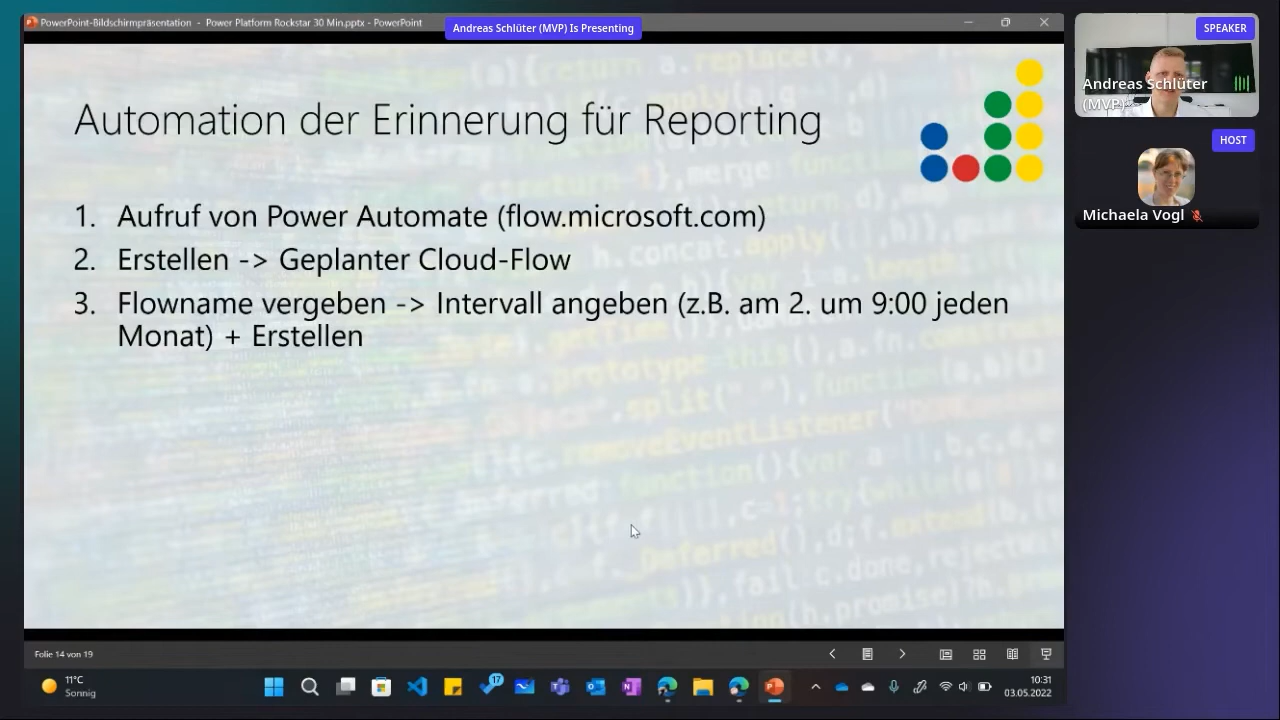 PowerPoint-Bildschirmpräsentation - Power Platform Rockstar 30 Min.pptx - PowerPoint
Andreas Schlüter (MVP) Is Presenting
SPEAKER
Andreas Schlüter
(MVP)
HOST
Michaela Vogl
Automation der Erinnerung für Reporting
1. Aufruf von Power Automate (flow.microsoft.com)
2. Erstellen -> Geplanter Cloud-Flow
3. Flowname vergeben -> Intervall angeben (z.B. am 2. um 9:00 jeden
Monat) + Erstellen
Folie 14 von 19
11°C
Sonnig
17
10:31
03.05.2022